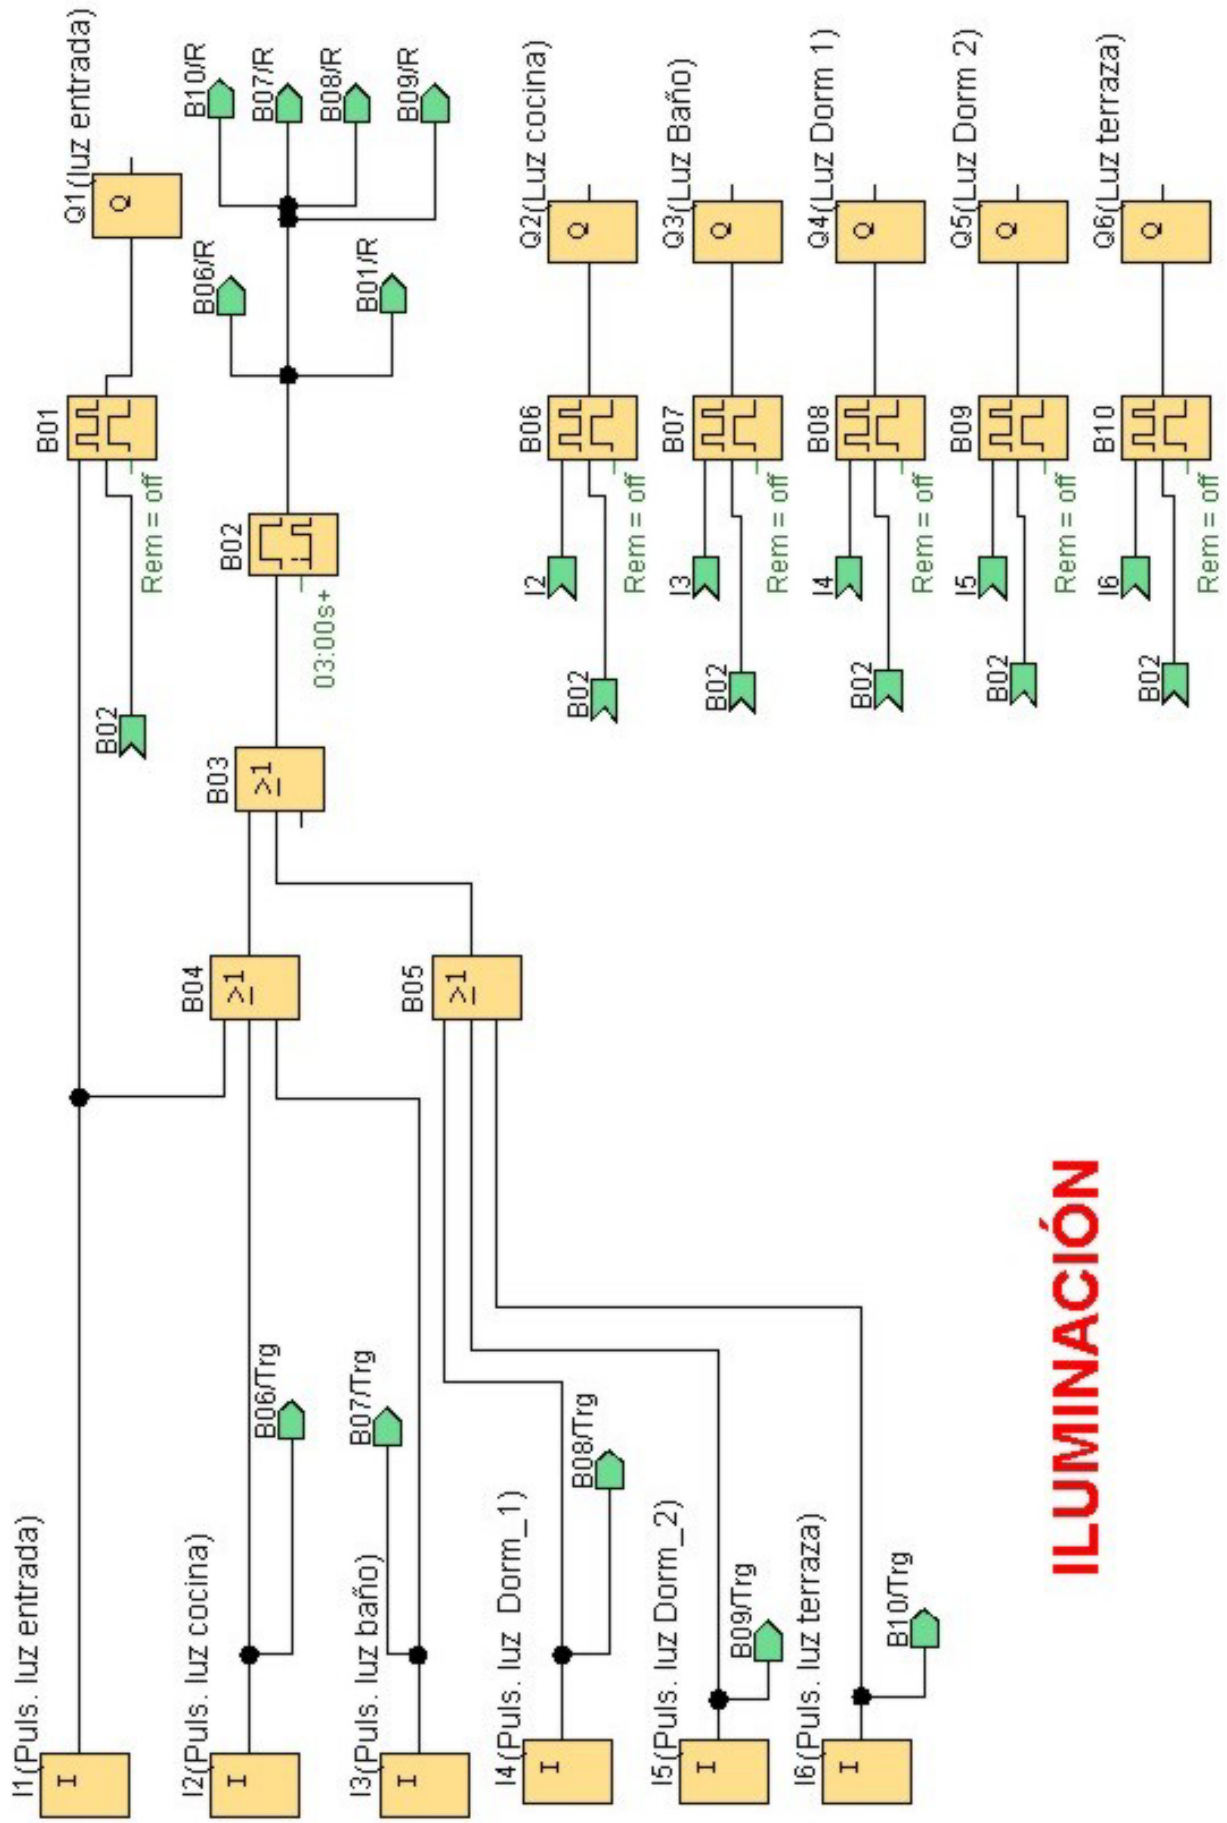 I1(Puls. luz entrada)
I
B01
Rem = off
B02
Q1(luz entrada)
Q
I2(Puls. luz cocina)
I
B06/Trg
B04
≥1
B03
≥1
B02
03:00s+
B06/R
B01/R
B10/R
B07/R
B08/R
B09/R
I3(Puls. luz baño)
I
B07/Trg
B05
≥1
I4(Puls. luz Dorm_1)
I
B08/Trg
I2
B02
B06
Rem = off
Q2(Luz cocina)
Q
I5(Puls. luz Dorm_2)
I
B09/Trg
I3
B02
B07
Rem = off
Q3(Luz Baño)
Q
I6(Puls. luz terraza)
I
B10/Trg
I4
B02
B08
Rem = off
Q4(Luz Dorm 1)
Q
I5
B02
B09
Rem = off
Q5(Luz Dorm 2)
Q
I6
B02
B10
Rem = off
Q6(Luz terraza)
Q
ILUMINACIÓN